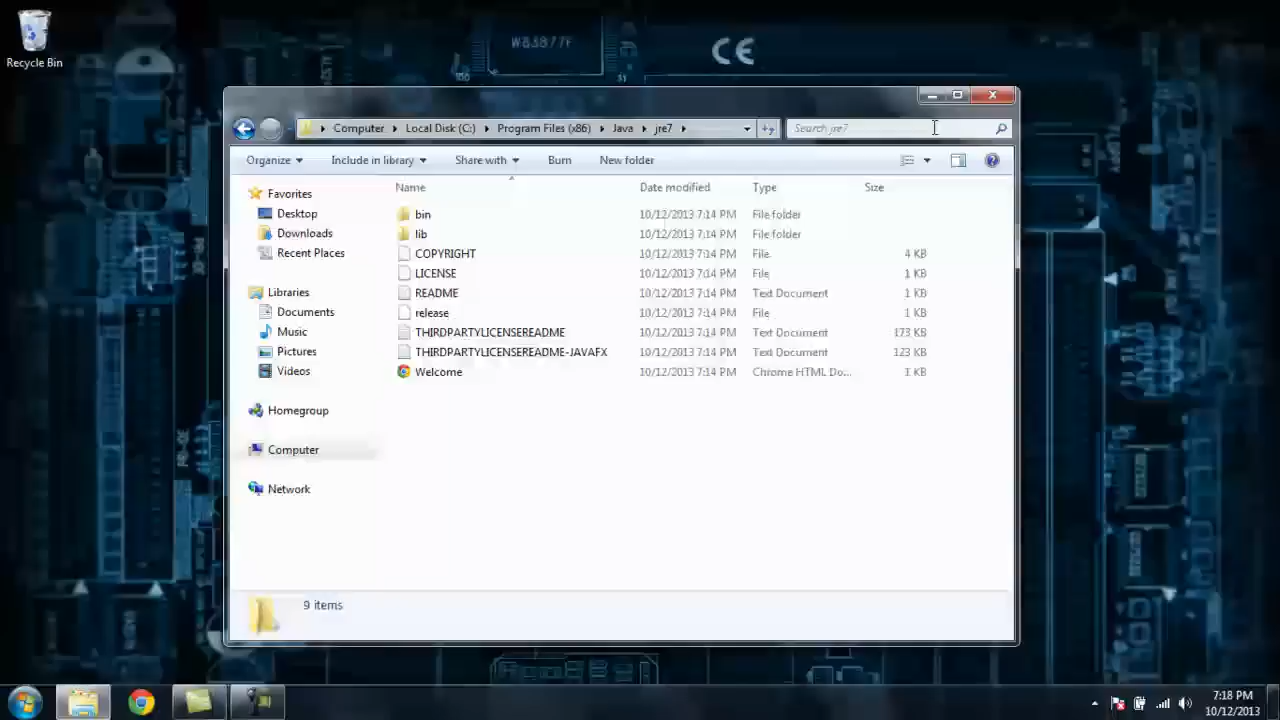 W83877F
CE
Recycle Bin
Computer Local Disk (C:) Program Files (x86) Java jre7
Search jre7
Organize Include in library Share with Burn New folder
Name Date modified Type Size
Favorites
Desktop
Downloads
Recent Places
Libraries
Documents
Music
Pictures
Videos
Homegroup
Computer
Network
bin 10/12/2013 7:14 PM File folder
lib 10/12/2013 7:14 PM File folder
COPYRIGHT 10/12/2013 7:14 PM File 4 KB
LICENSE 10/12/2013 7:14 PM File 1 KB
README 10/12/2013 7:14 PM Text Document 1 KB
release 10/12/2013 7:14 PM File 1 KB
THIRDPARTYLICENSEREADME 10/12/2013 7:14 PM Text Document 173 KB
THIRDPARTYLICENSEREADME-JAVAFX 10/12/2013 7:14 PM Text Document 123 KB
Welcome 10/12/2013 7:14 PM Chrome HTML Do... 1 KB
9 items
7:18 PM
10/12/2013